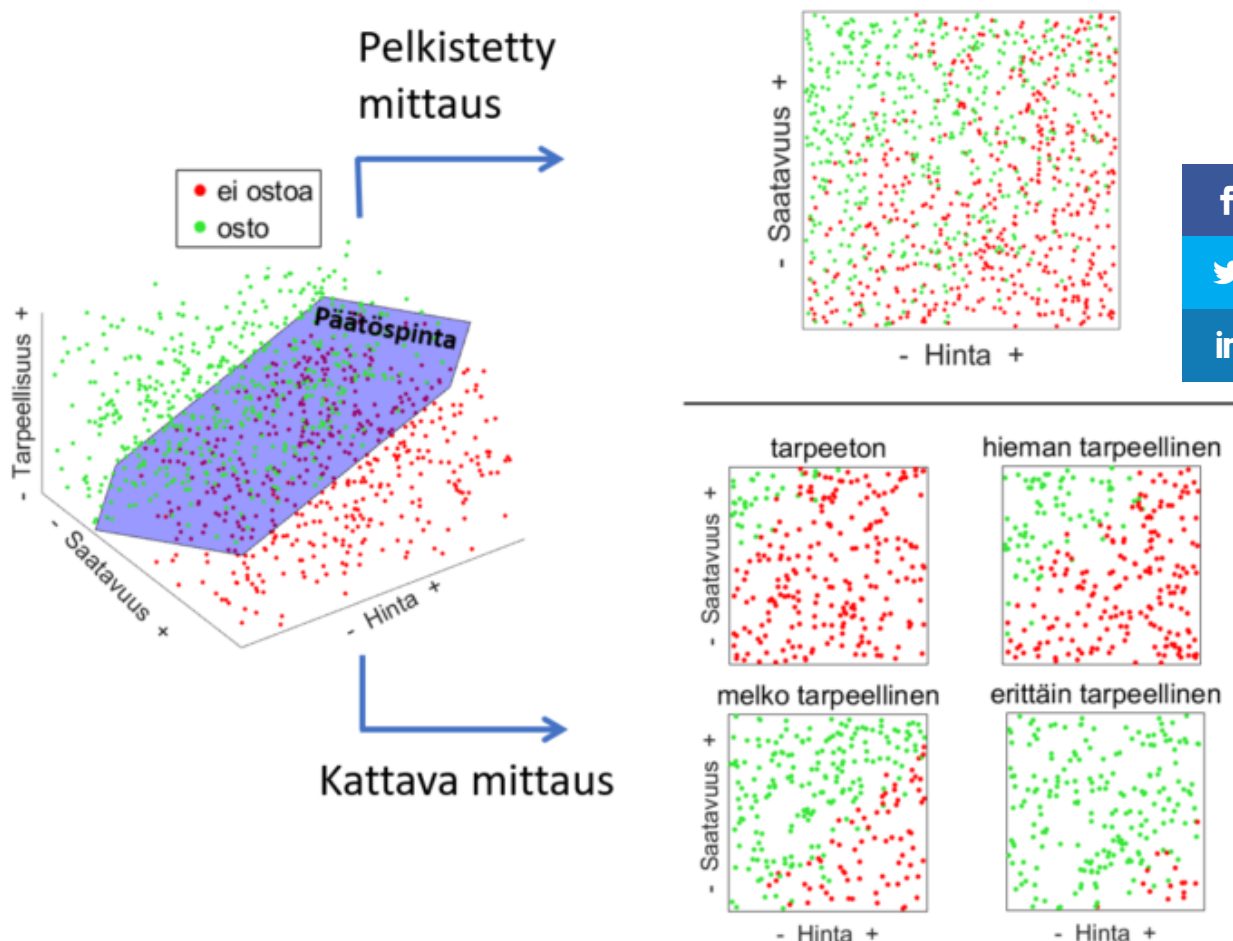 Pelkistetty
mittaus
ei ostoa
osto
Päätöspinta
- Tarpeellisuus +
- Saatavuus +
- Hinta +
Kattava mittaus
- Saatavuus +
- Hinta +
f
in
tarpeeton
hieman tarpeellinen
- Saatavuus +
melko tarpeellinen
erittäin tarpeellinen
- Saatavuus +
- Hinta +
- Hinta +